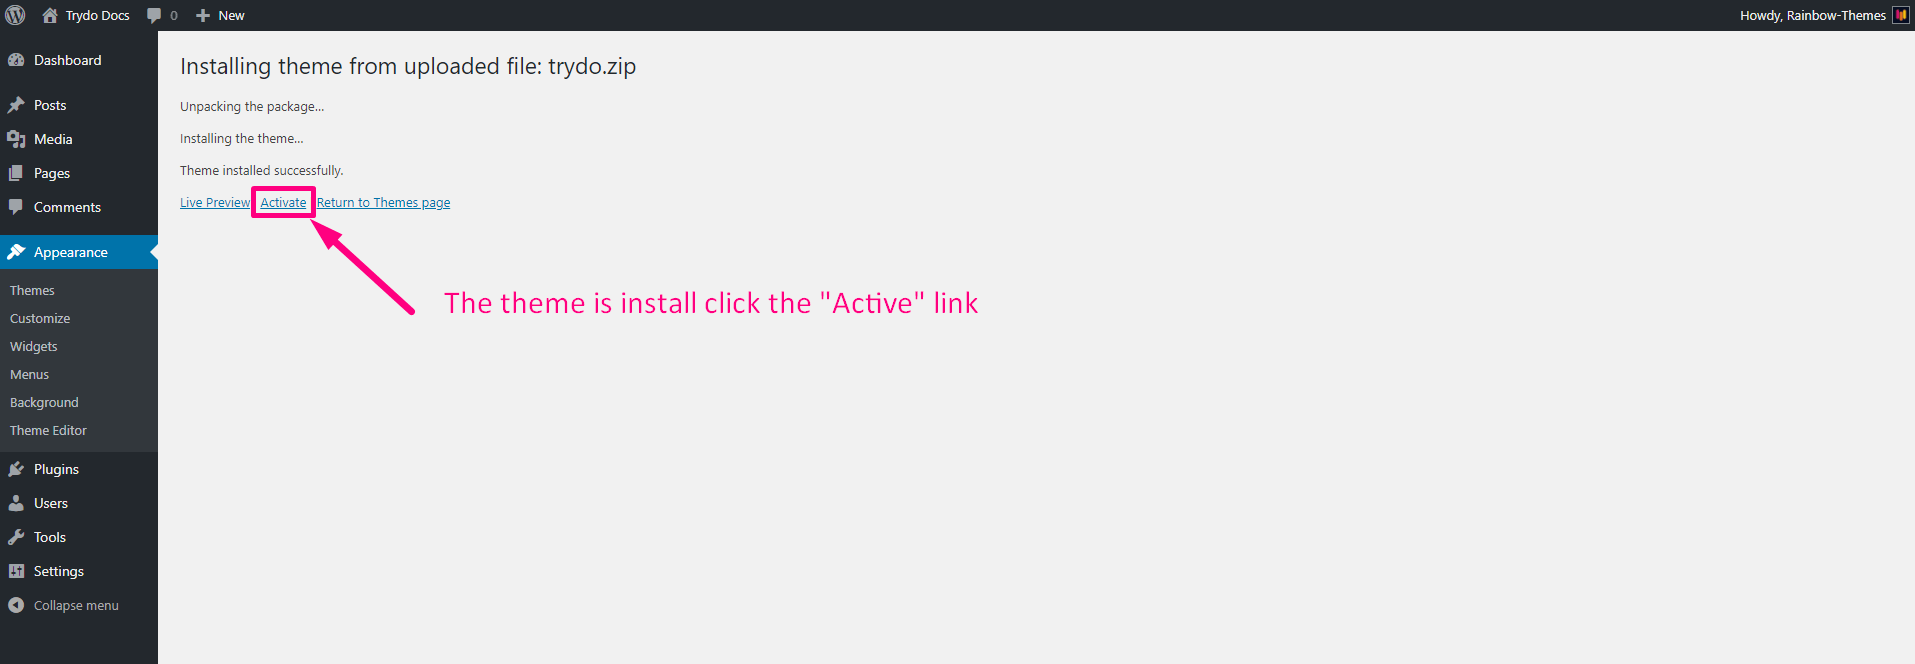 Trydo Docs 0 New Howdy, Rainbow-Themes
Dashboard
Posts
Media
Pages
Comments
Appearance
Themes
Customize
Widgets
Menus
Background
Theme Editor
Plugins
Users
Tools
Settings
Collapse menu
Installing theme from uploaded file: trydo.zip
Unpacking the package...
Installing the theme...
Theme installed successfully.
Live Preview Activate Return to Themes page
The theme is install click the "Active" link